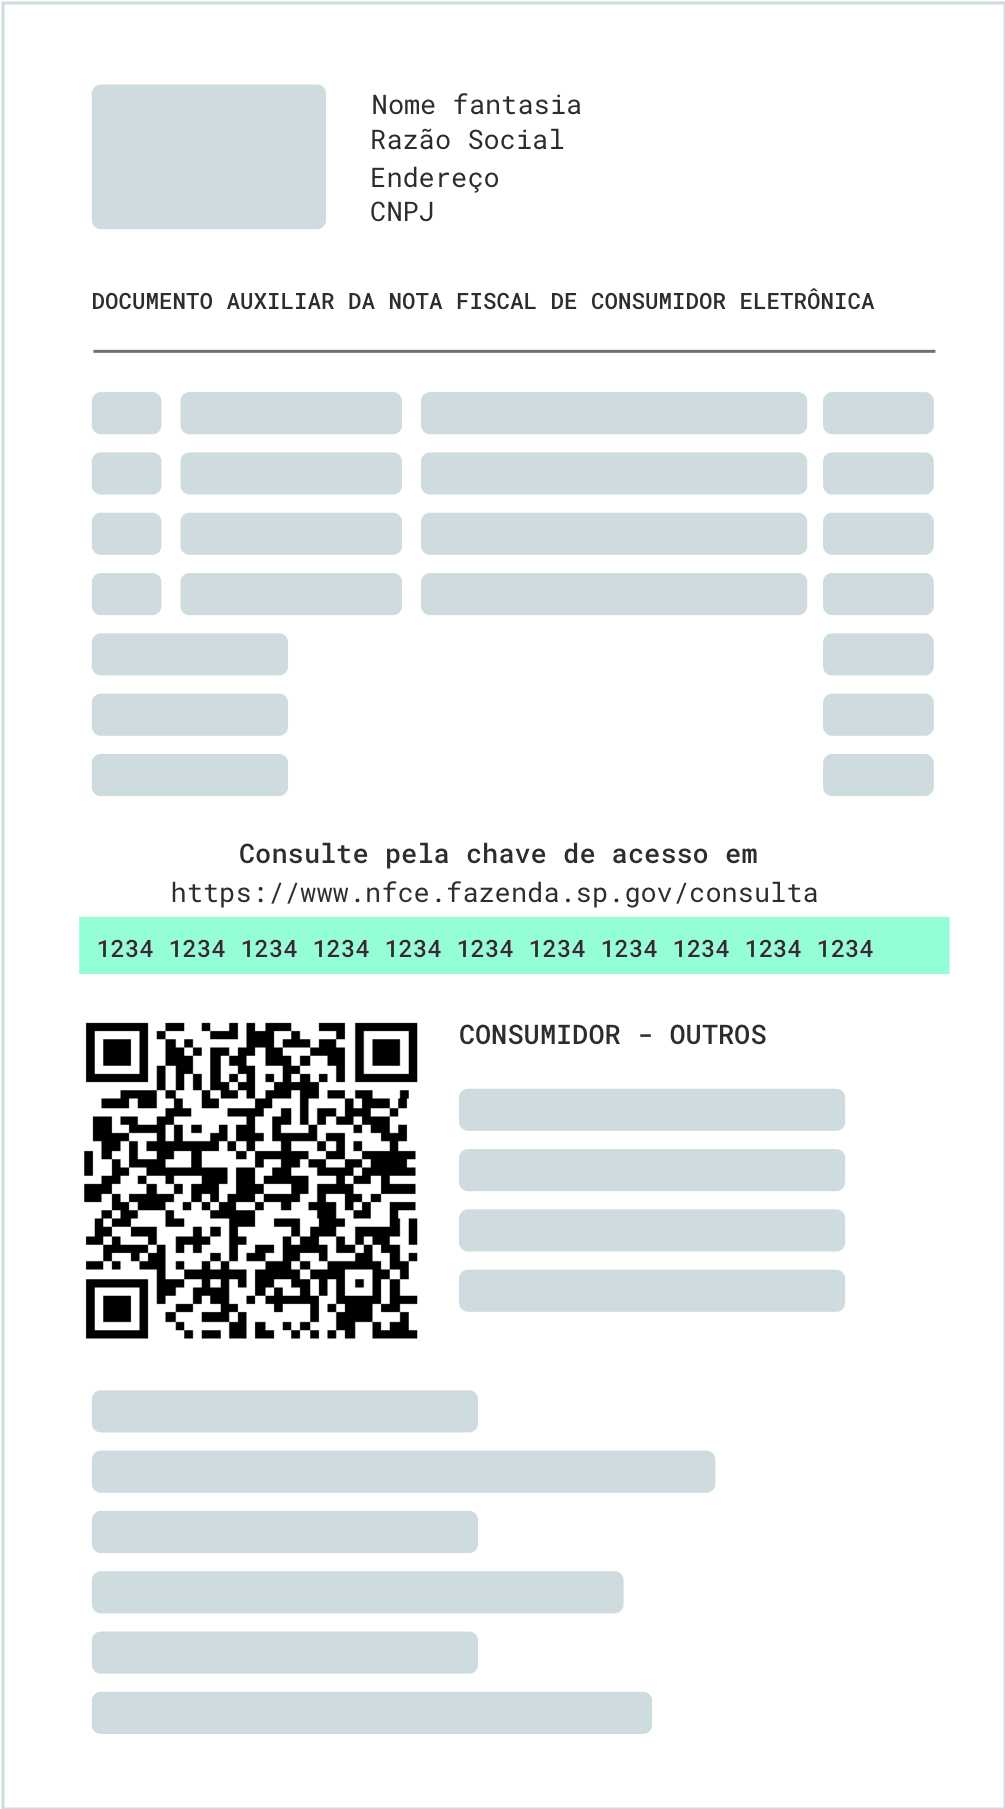 Nome fantasia
Razão Social
Endereço
CNPJ
DOCUMENTO AUXILIAR DA NOTA FISCAL DE CONSUMIDOR ELETRÔNICA
Consulte pela chave de acesso em
https://www.nfce.fazenda.sp.gov/consulta
1234 1234 1234 1234 1234 1234 1234 1234 1234 1234 1234
CONSUMIDOR - OUTROS